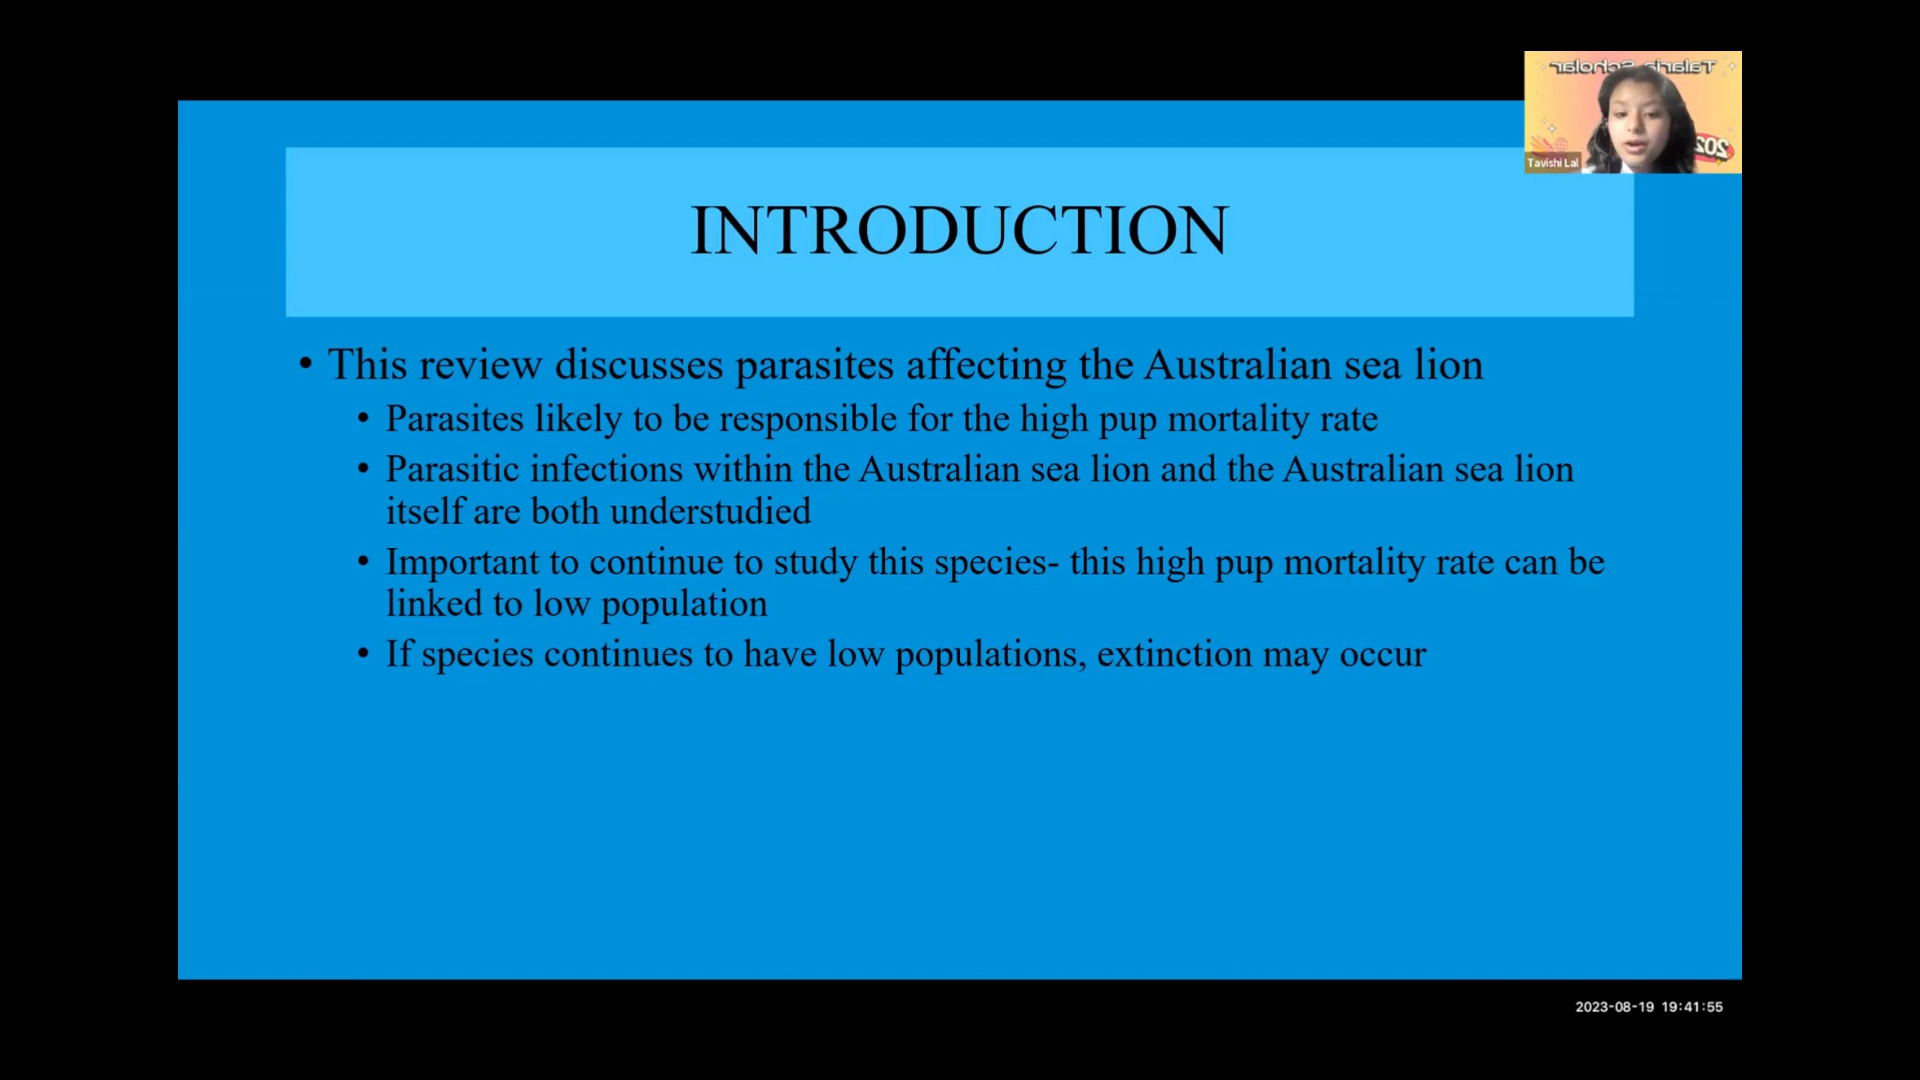 Talaria Scholar
202
Tavishi Lal
INTRODUCTION
• This review discusses parasites affecting the Australian sea lion
• Parasites likely to be responsible for the high pup mortality rate
• Parasitic infections within the Australian sea lion and the Australian sea lion
itself are both understudied
• Important to continue to study this species- this high pup mortality rate can be
linked to low population
• If species continues to have low populations, extinction may occur
2023-08-19 19:41:55